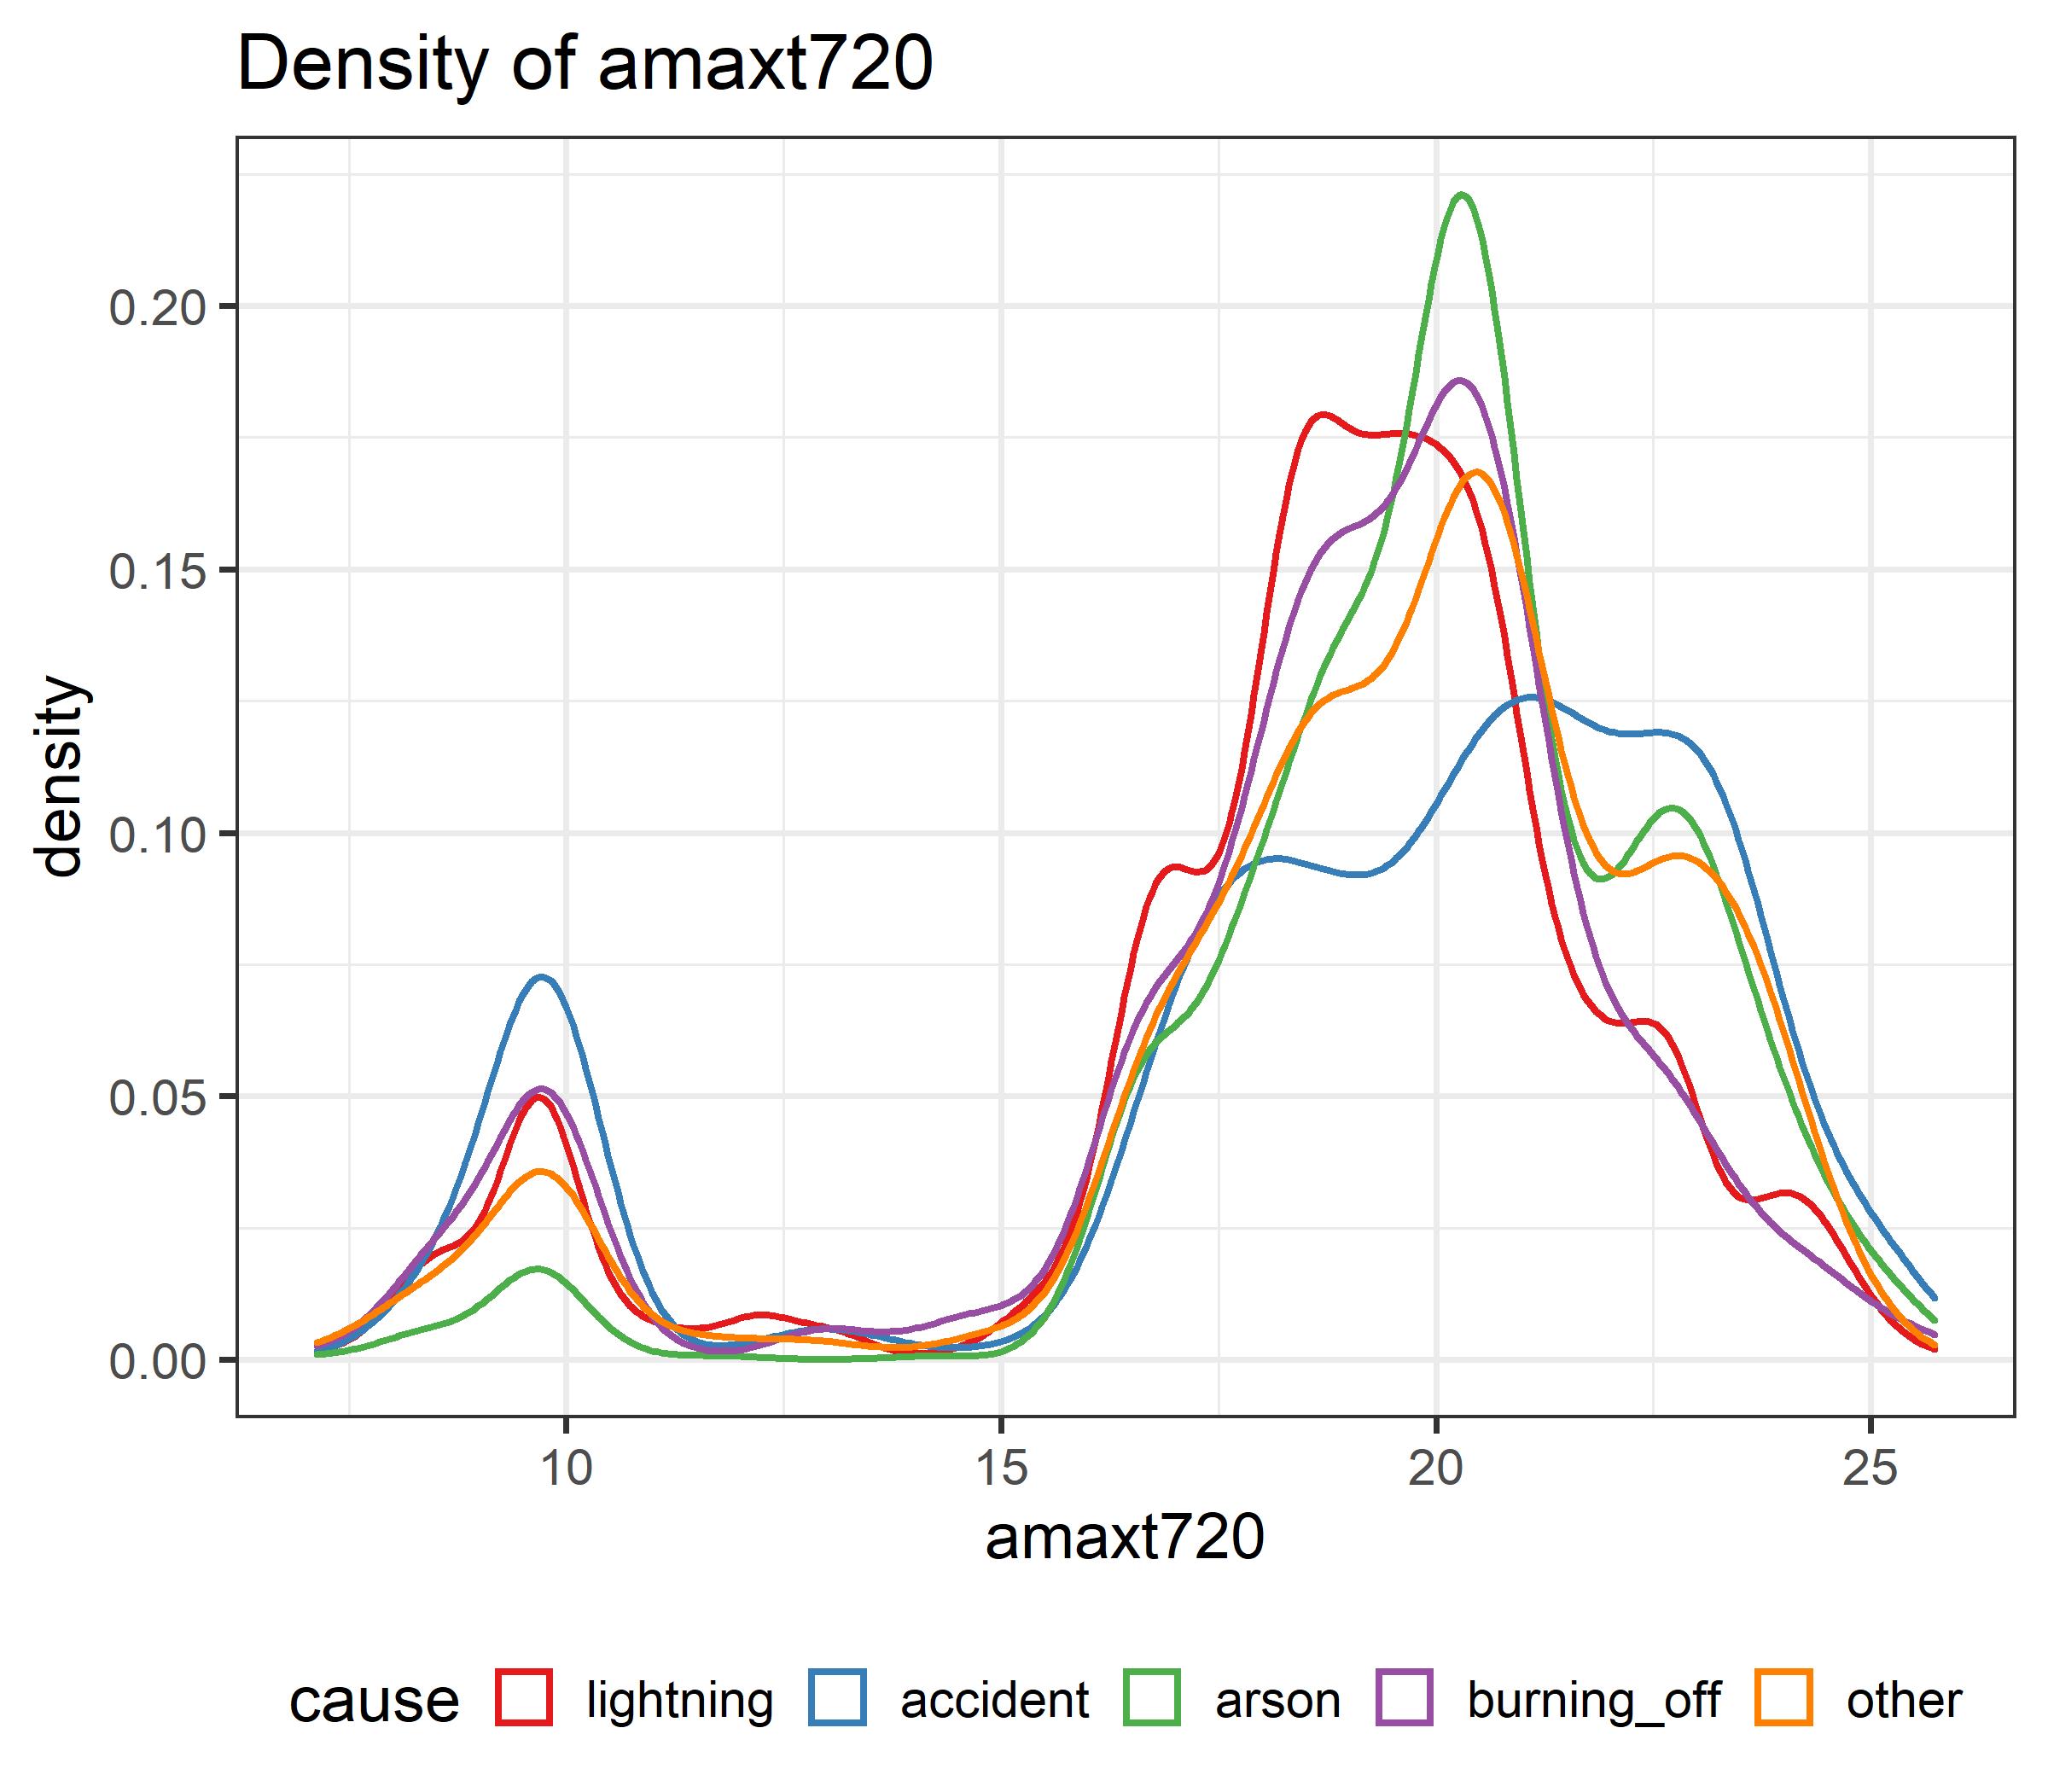 Density of amaxt720
0.20
0.15
0.10
0.05
0.00
density
10 15 20 25
amaxt720
cause lightning accident arson burning_off other